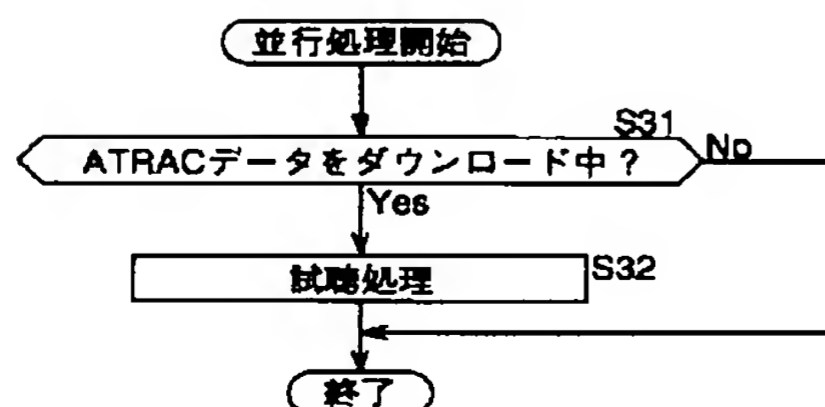 並行処理開始
S31
ATRACデータをダウンロード中?
No
Yes
試聴処理
S32
終了